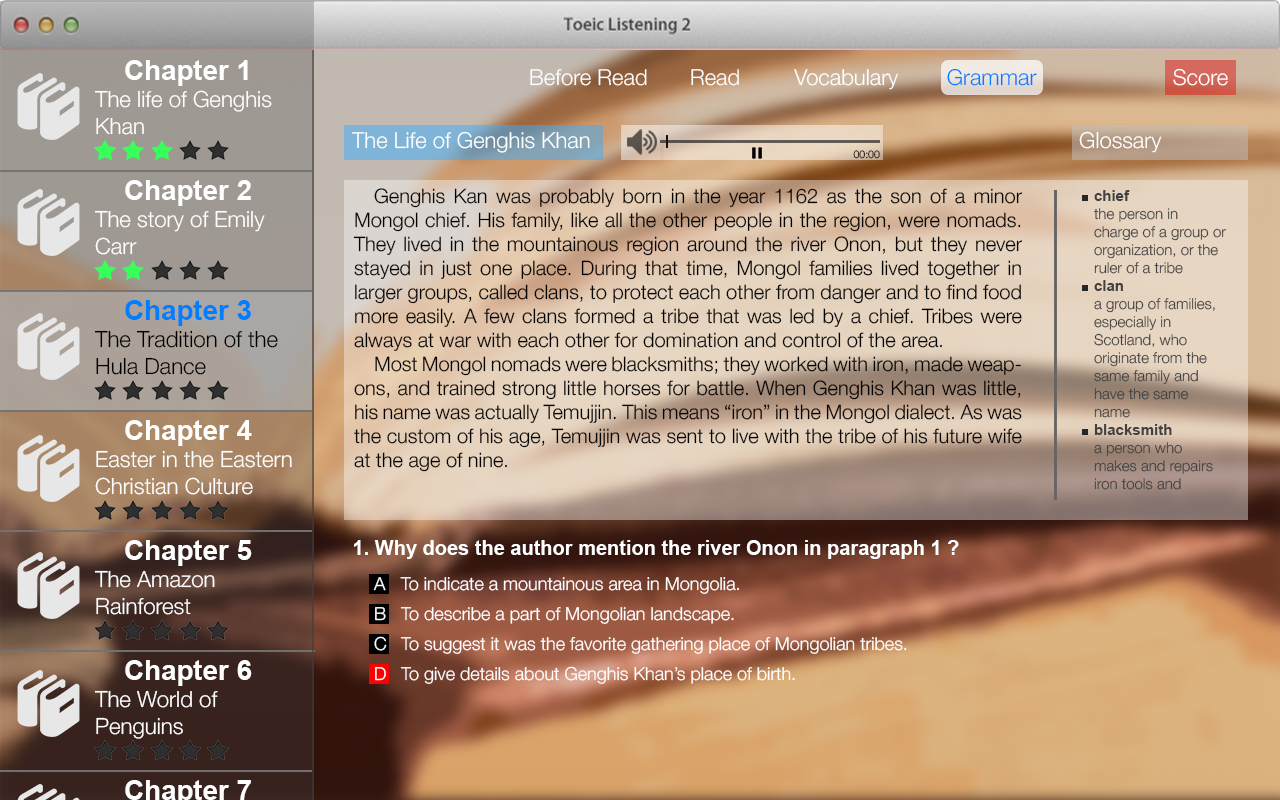 Toeic Listening 2
Chapter 1
The life of Genghis
Khan
Chapter 2
The story of Emily
Carr
Chapter 3
The Tradition of the
Hula Dance
Chapter 4
Easter in the Eastern
Christian Culture
Chapter 5
The Amazon
Rainforest
Chapter 6
The World of
Penguins
Chapter 7
Before Read
Read
Vocabulary
Grammar
Score
The Life of Genghis Khan
00:00
Glossary
Genghis Kan was probably born in the year 1162 as the son of a minor
Mongol chief. His family, like all the other people in the region, were nomads.
They lived in the mountainous region around the river Onon, but they never
stayed in just one place. During that time, Mongol families lived together in
larger groups, called clans, to protect each other from danger and to find food
more easily. A few clans formed a tribe that was led by a chief. Tribes were
always at war with each other for domination and control of the area.
Most Mongol nomads were blacksmiths; they worked with iron, made weap-
ons, and trained strong little horses for battle. When Genghis Khan was little,
his name was actually Temujjin. This means “iron” in the Mongol dialect. As was
the custom of his age, Temujjin was sent to live with the tribe of his future wife
at the age of nine.
chief
the person in
charge of a group or
organization, or the
ruler of a tribe
clan
a group of families,
especially in
Scotland, who
originate from the
same family and
have the same
name
blacksmith
a person who
makes and repairs
iron tools and
1. Why does the author mention the river Onon in paragraph 1 ?
A To indicate a mountainous area in Mongolia.
B To describe a part of Mongolian landscape.
C To suggest it was the favorite gathering place of Mongolian tribes.
D To give details about Genghis Khan’s place of birth.